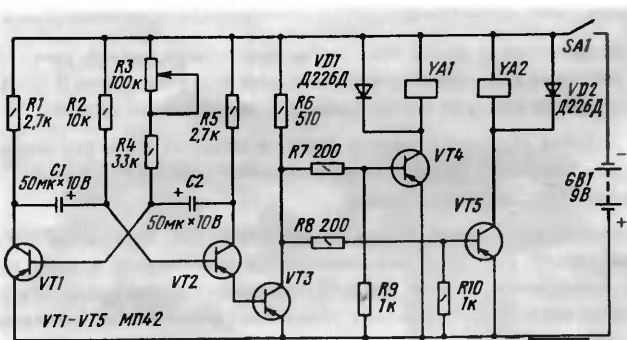 R1
2,7к
R2
10к
R3
100к
R4
33к
R5
2,7к
R6
510
VD1
Д226Д
YA1
YA2
SA1
VD2
Д226Д
C1
50мк×10В
+
+ C2
50мк×10В
R7 200
R8 200
VT4
VT5
GB1
9В
−
+
VT1
VT2
VT3
R9
1к
R10
1к
VT1-VT5 МП42